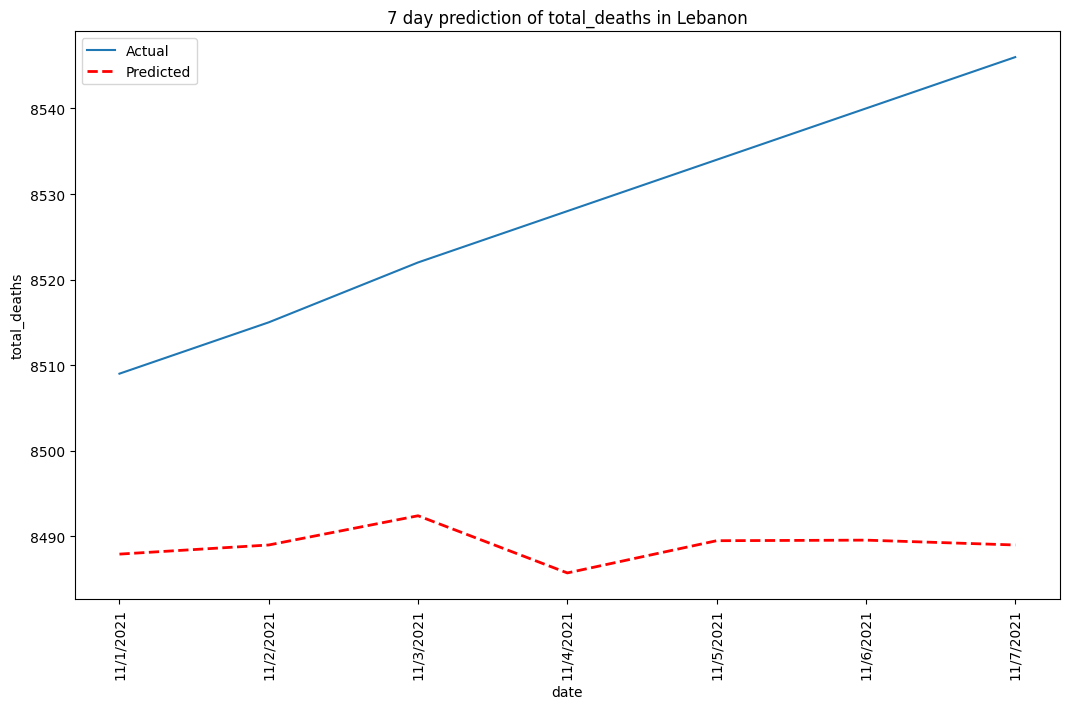 7 day prediction of total_deaths in Lebanon
Actual
Predicted
8540
8530
8520
8510
8500
8490
total_deaths
11/1/2021
11/2/2021
11/3/2021
11/4/2021
11/5/2021
11/6/2021
11/7/2021
date